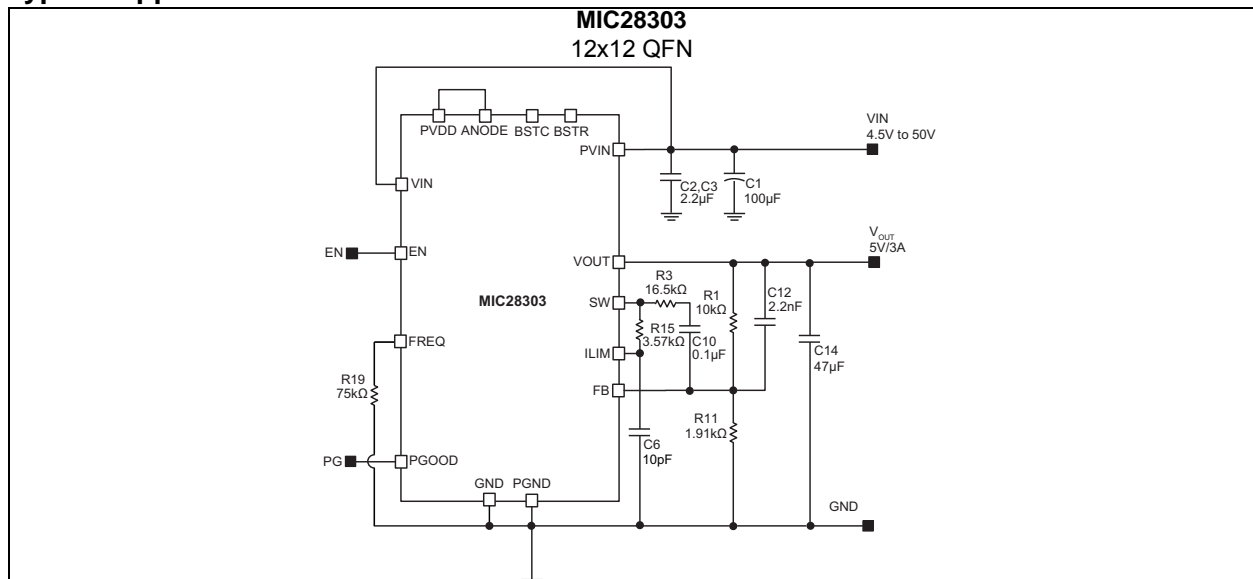 MIC28303
12x12 QFN
PVDD ANODE BSTC BSTR
PVIN
VIN
4.5V to 50V
C2,C3
2.2µF
C1
100µF
VIN
EN
EN
VOUT
V_OUT
5V/3A
MIC28303
SW
R3
16.5kΩ
R1
10kΩ
C12
2.2nF
R15
3.57kΩ
C10
0.1µF
FREQ
ILIM
C14
47µF
R19
75kΩ
FB
R11
1.91kΩ
C6
10pF
PG
PGOOD
GND PGND
GND